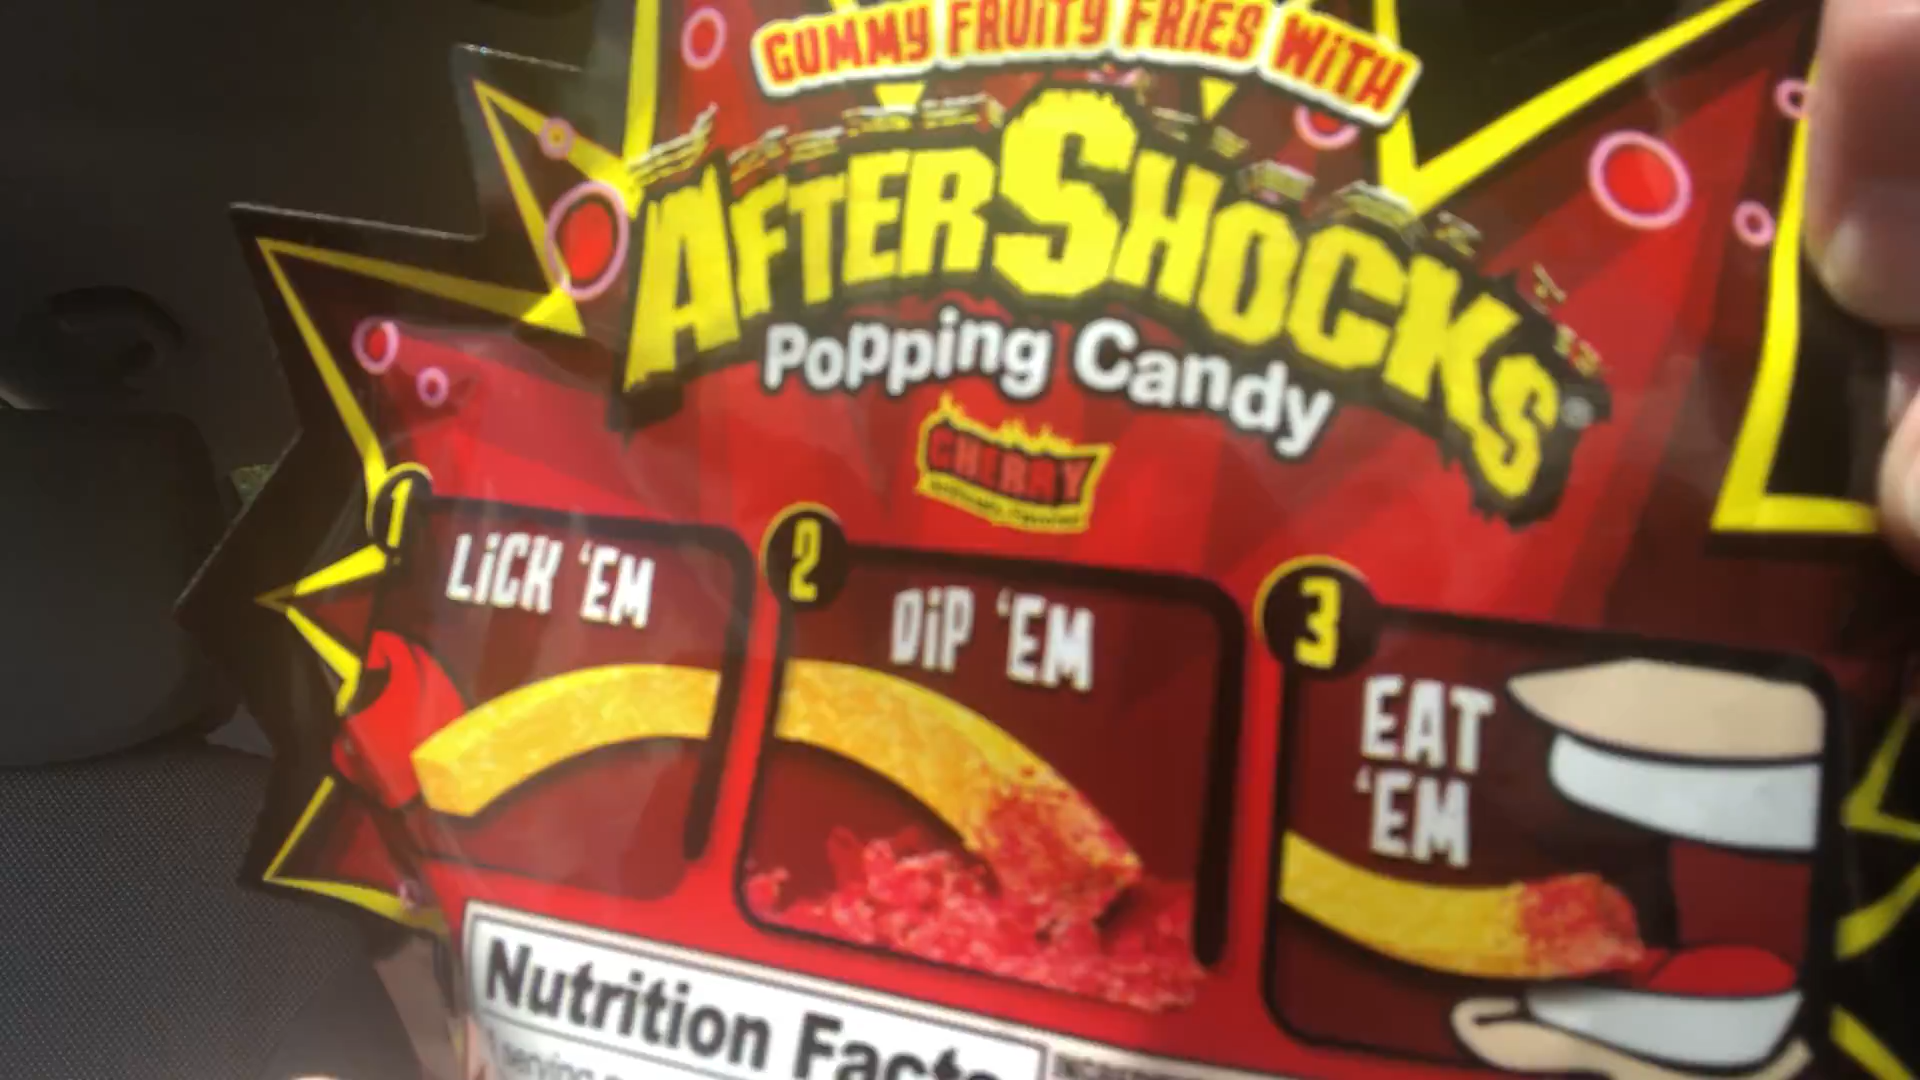 GUMMY FRUITY FRIES WITH
AFTERSHOCKS
Popping Candy
CHERRY
1
LICK 'EM
2
DIP 'EM
3
EAT
'EM
Nutrition Facts